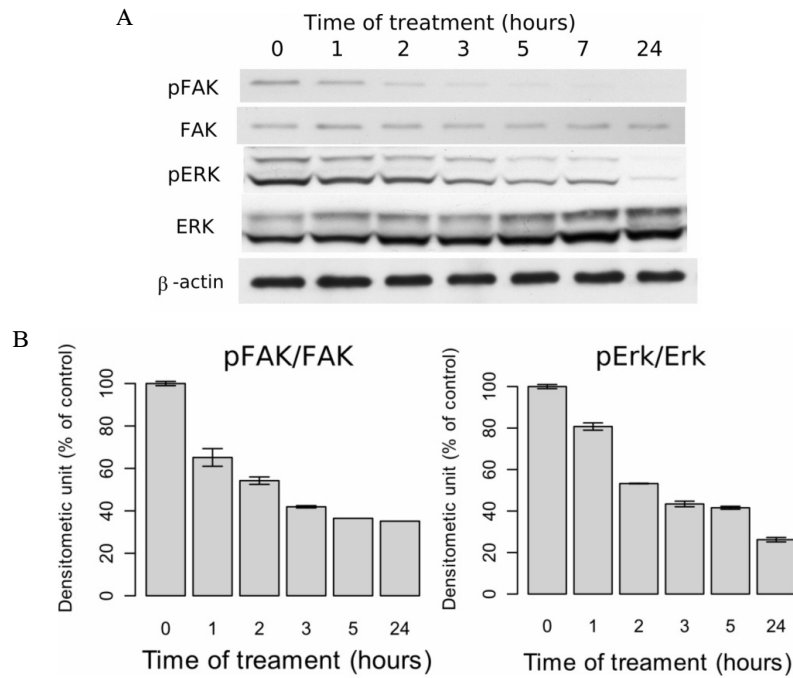 A
Time of treatment (hours)
0 1 2 3 5 7 24
pFAK
FAK
pERK
ERK
β-actin
B
pFAK/FAK
Densitometic unit (% of control)
100
80
60
40
20
0
0 1 2 3 5 24
Time of treament (hours)
pErk/Erk
Densitometic unit (% of control)
100
80
60
40
20
0
0 1 2 3 5 24
Time of treament (hours)